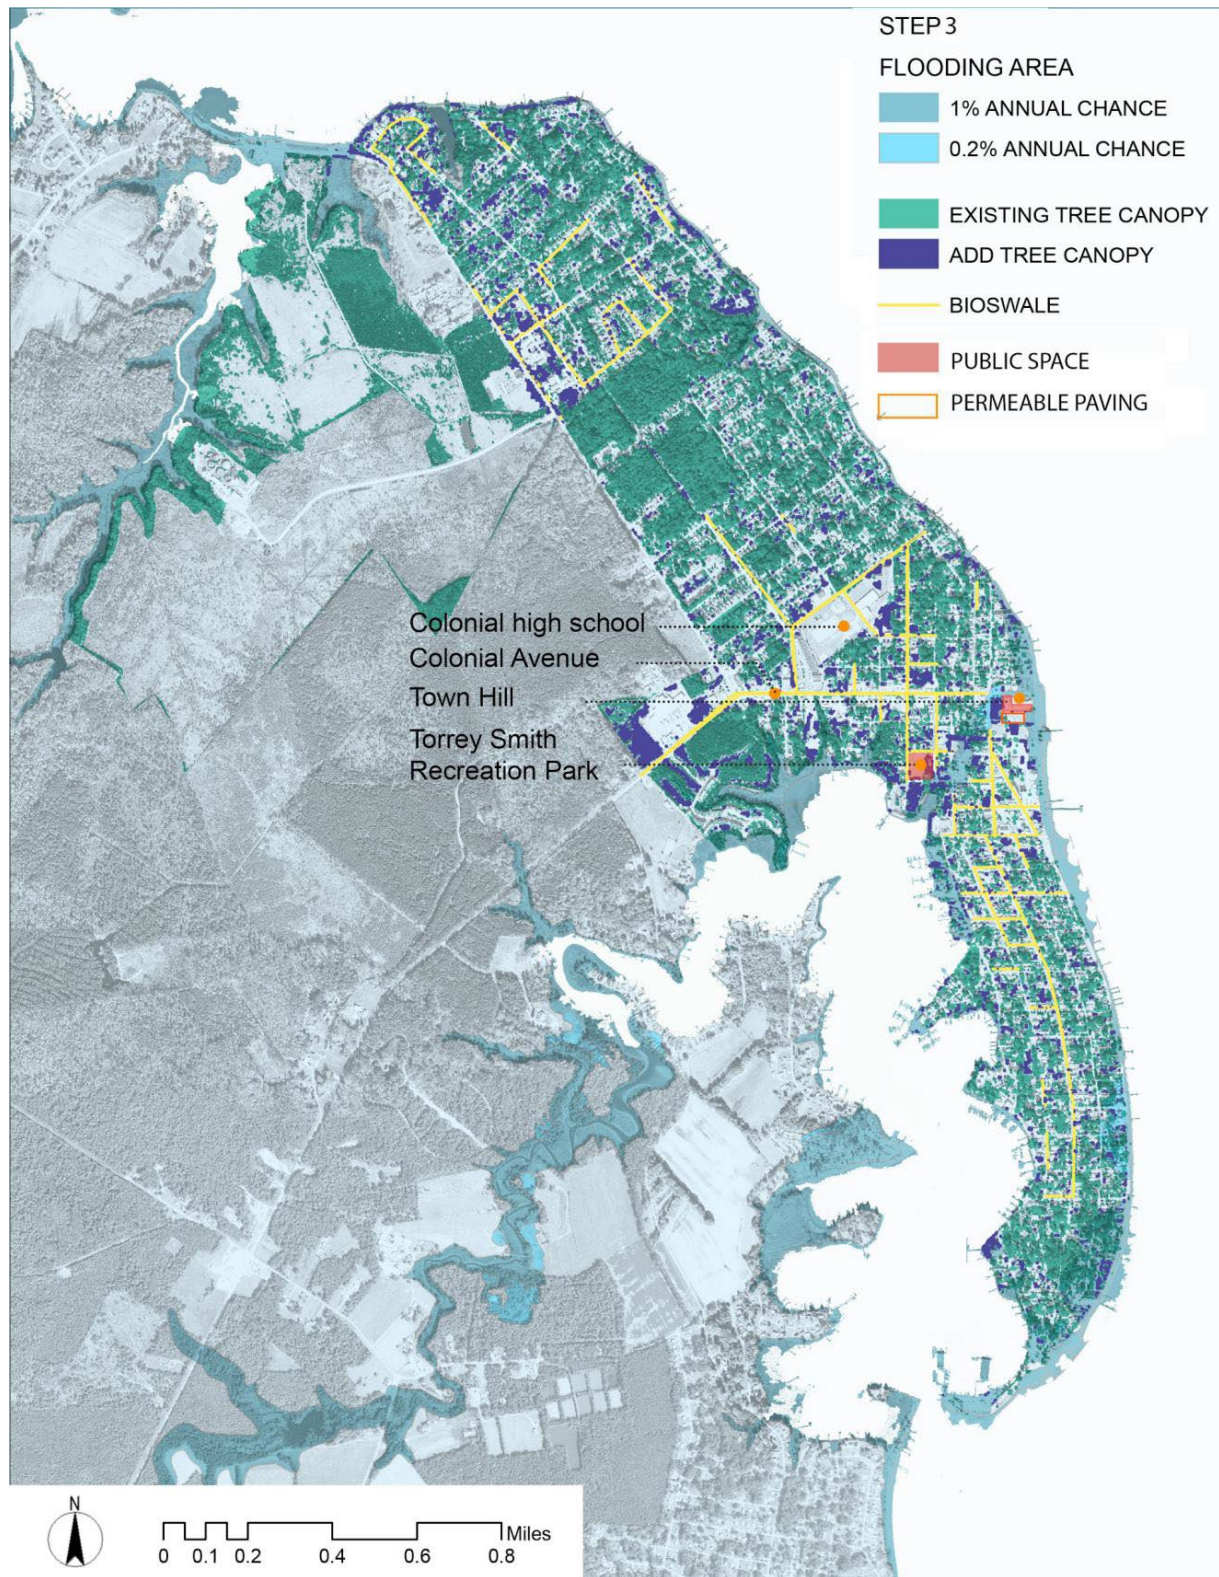 STEP 3
FLOODING AREA
1% ANNUAL CHANCE
0.2% ANNUAL CHANCE
EXISTING TREE CANOPY
ADD TREE CANOPY
BIOSWALE
PUBLIC SPACE
PERMEABLE PAVING
Colonial high school
Colonial Avenue
Town Hill
Torrey Smith
Recreation Park
N
Miles
0 0.1 0.2 0.4 0.6 0.8